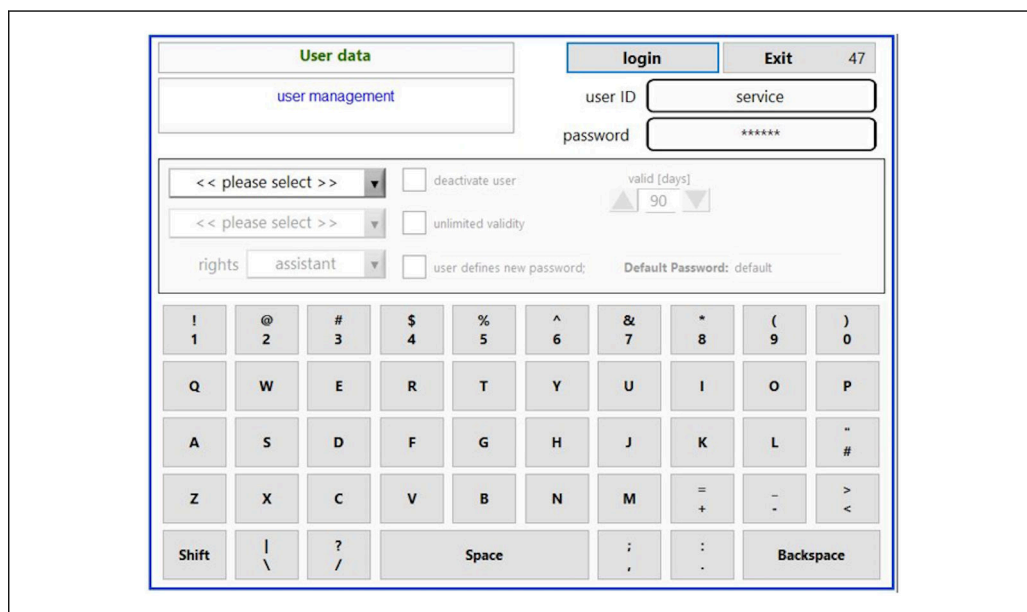 User data
login
Exit 47
user management
user ID service
password ******
<< please select >>
deactivate user
valid [days]
90
<< please select >>
unlimited validity
rights assistant
user defines new password;
Default Password: default
! @ # $ % ^ & * ( )
1 2 3 4 5 6 7 8 9 0
Q W E R T Y U I O P
A S D F G H J K L " #
Z X C V B N M = + _ - > <
Shift | \ ? / Space ; , : . Backspace